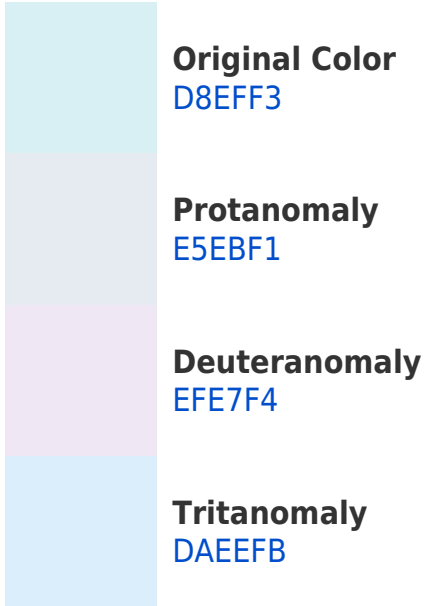 Original Color
D8EFF3
Protanomaly
E5EBF1
Deuteranomaly
EFE7F4
Tritanomaly
DAEEFB